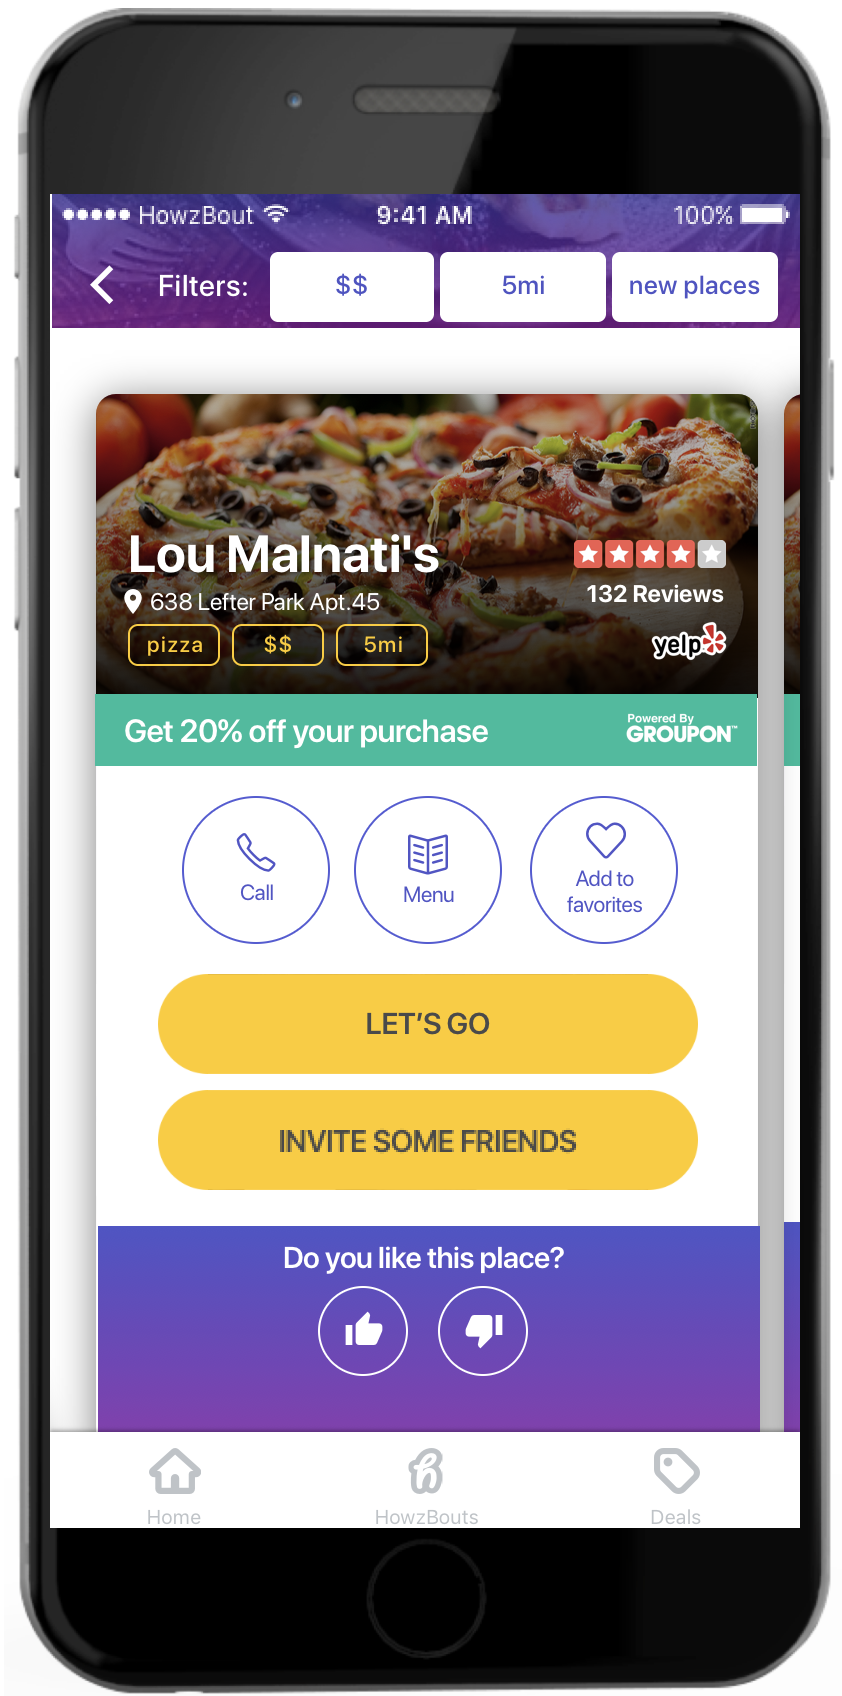 HowzBout 9:41 AM 100%
Filters: $$ 5mi new places
Lou Malnati's
638 Lefter Park Apt.45
132 Reviews
pizza $$ 5mi
yelp
Get 20% off your purchase
Powered By
GROUPON™
Call
Menu
Add to
favorites
LET’S GO
INVITE SOME FRIENDS
Do you like this place?
Home HowzBouts Deals